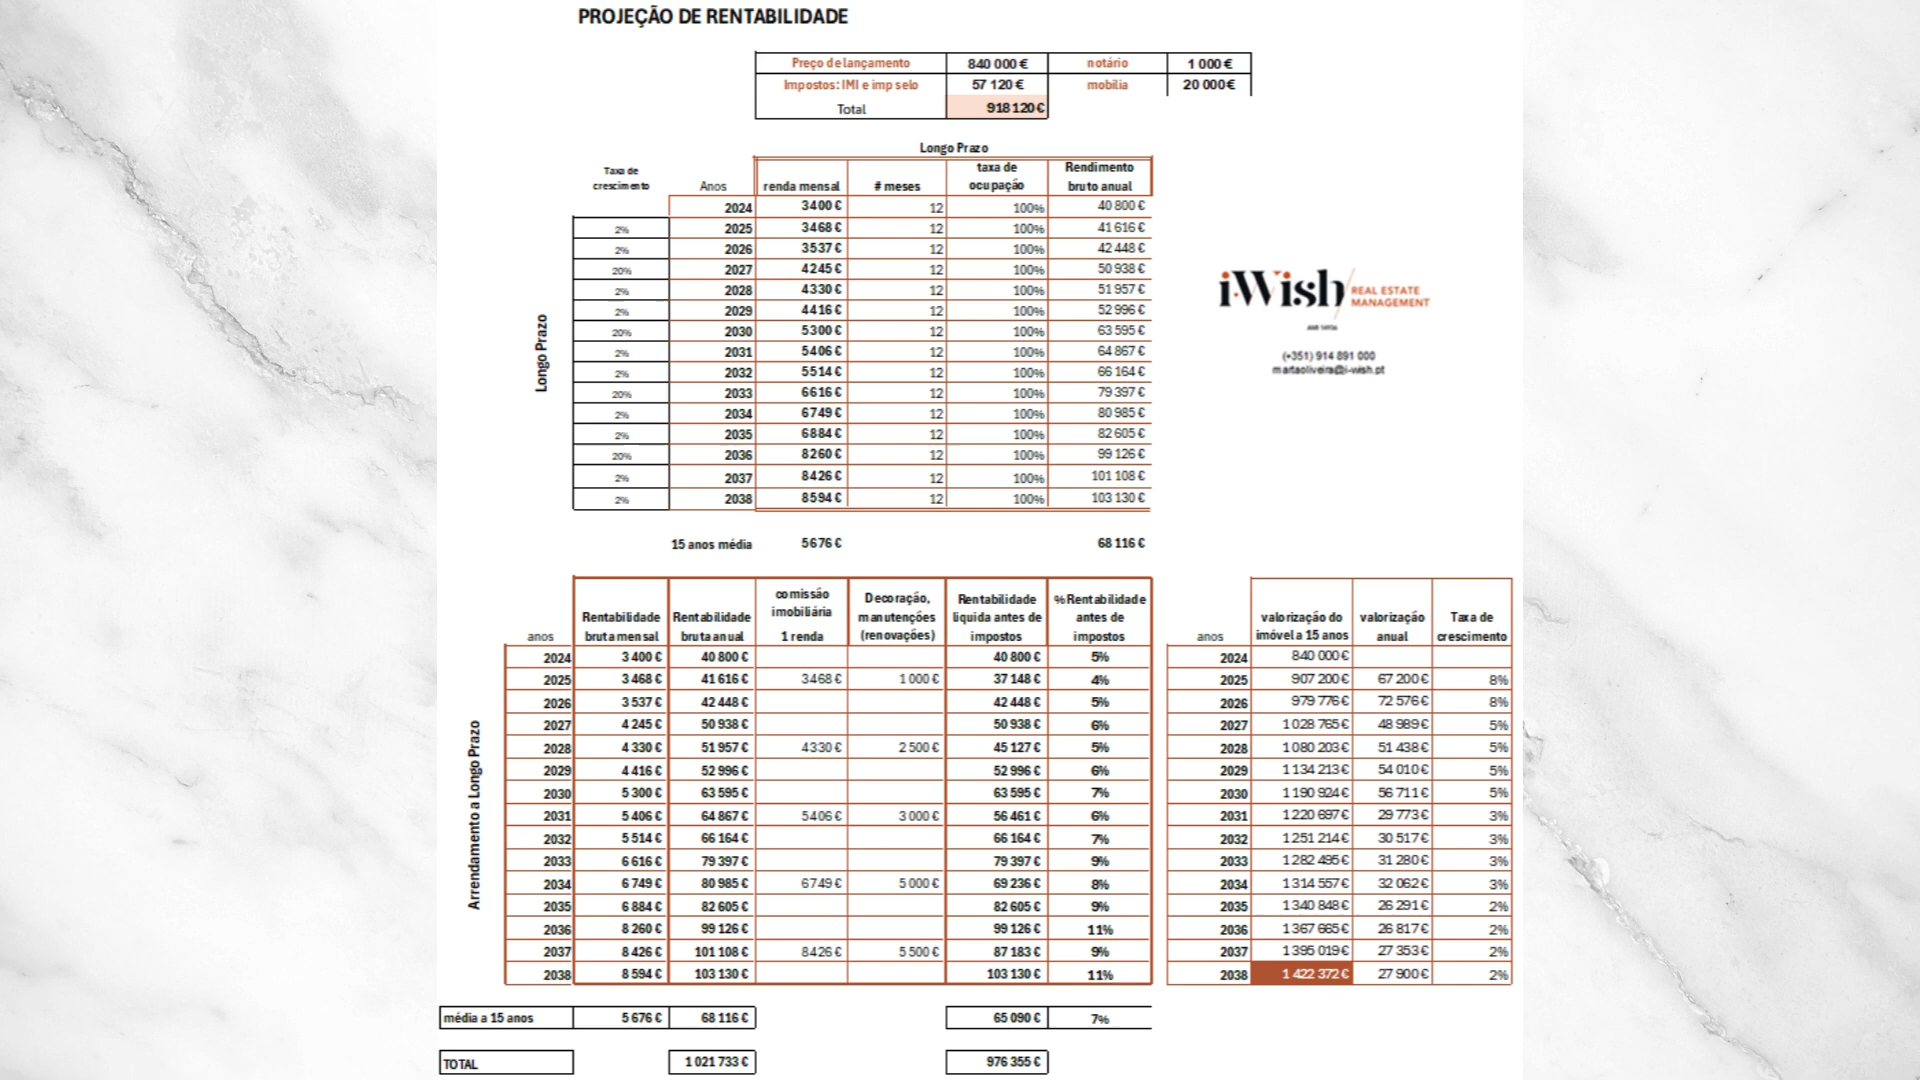 PROJEÇÃO DE RENTABILIDADE
Preço de lançamento 840 000 € notário 1 000 €
Impostos: IMI e imp selo 57 120 € mobília 20 000 €
Total 918 120 €
Longo Prazo
Taxa de crescimento Anos renda mensal # meses taxa de ocupação Rendimento bruto anual
Longo Prazo
2024 3 400 € 12 100% 40 800 €
2% 2025 3 468 € 12 100% 41 616 €
2% 2026 3 537 € 12 100% 42 448 €
20% 2027 4 245 € 12 100% 50 938 €
2% 2028 4 330 € 12 100% 51 957 €
2% 2029 4 416 € 12 100% 52 996 €
20% 2030 5 300 € 12 100% 63 595 €
2% 2031 5 406 € 12 100% 64 867 €
2% 2032 5 514 € 12 100% 66 164 €
20% 2033 6 616 € 12 100% 79 397 €
2% 2034 6 749 € 12 100% 80 985 €
2% 2035 6 884 € 12 100% 82 605 €
20% 2036 8 260 € 12 100% 99 126 €
2% 2037 8 426 € 12 100% 101 108 €
2% 2038 8 594 € 12 100% 103 130 €
15 anos média 5 676 € 68 116 €
iWish REAL ESTATE MANAGEMENT
(+351) 914 891 000
martaoliveira@i-wish.pt
anos Rentabilidade bruta mensal Rentabilidade bruta anual comissão imobiliária 1 renda Decoração, manutenções (renovações) Rentabilidade liquida antes de impostos % Rentabilidade antes de impostos
Arrendamento a Longo Prazo
2024 3 400 € 40 800 € 40 800 € 5%
2025 3 468 € 41 616 € 3468 € 1 000 € 37 148 € 4%
2026 3 537 € 42 448 € 42 448 € 5%
2027 4 245 € 50 938 € 50 938 € 6%
2028 4 330 € 51 957 € 4330 € 2 500 € 45 127 € 5%
2029 4 416 € 52 996 € 52 996 € 6%
2030 5 300 € 63 595 € 63 595 € 7%
2031 5 406 € 64 867 € 5406 € 3 000 € 56 461 € 6%
2032 5 514 € 66 164 € 66 164 € 7%
2033 6 616 € 79 397 € 79 397 € 9%
2034 6 749 € 80 985 € 6749 € 5 000 € 69 236 € 8%
2035 6 884 € 82 605 € 82 605 € 9%
2036 8 260 € 99 126 € 99 126 € 11%
2037 8 426 € 101 108 € 8426 € 5 500 € 87 183 € 9%
2038 8 594 € 103 130 € 103 130 € 11%
média a 15 anos 5 676 € 68 116 € 65 090 € 7%
TOTAL 1 021 733 € 976 355 €
anos valorização do imóvel a 15 anos valorização anual Taxa de crescimento
2024 840 000 €
2025 907 200 € 67 200 € 8%
2026 979 776 € 72 576 € 8%
2027 1 028 765 € 48 989 € 5%
2028 1 080 203 € 51 438 € 5%
2029 1 134 213 € 54 010 € 5%
2030 1 190 924 € 56 711 € 5%
2031 1 220 697 € 29 773 € 3%
2032 1 251 214 € 30 517 € 3%
2033 1 282 495 € 31 280 € 3%
2034 1 314 557 € 32 062 € 3%
2035 1 340 848 € 26 291 € 2%
2036 1 367 665 € 26 817 € 2%
2037 1 395 019 € 27 353 € 2%
2038 1 422 372 € 27 900 € 2%